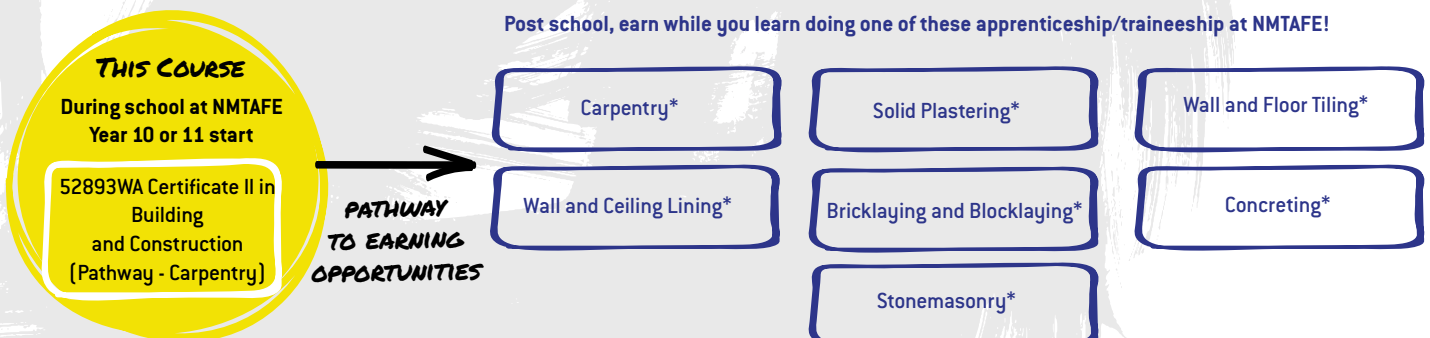 Post school, earn while you learn doing one of these apprenticeship/traineeship at NMTAFE!
THIS COURSE
During school at NMTAFE
Year 10 or 11 start
52893WA Certificate II in
Building
and Construction
(Pathway - Carpentry)
PATHWAY
TO EARNING
OPPORTUNITIES
Carpentry*
Solid Plastering*
Wall and Floor Tiling*
Wall and Ceiling Lining*
Bricklaying and Blocklaying*
Concreting*
Stonemasonry*